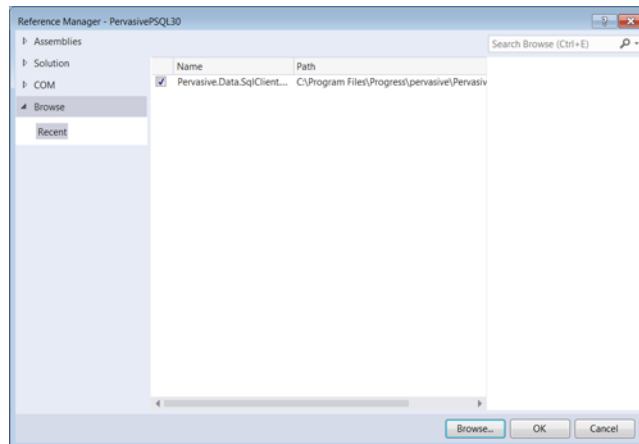 Reference Manager - PervasivePSQL30
Assemblies
Search Browse (Ctrl+E)
Solution
Name Path
COM
Pervasive.Data.SqlClient... C:\Program Files\Progress\pervasive\Pervasiv
Browse
Recent
Browse... OK Cancel